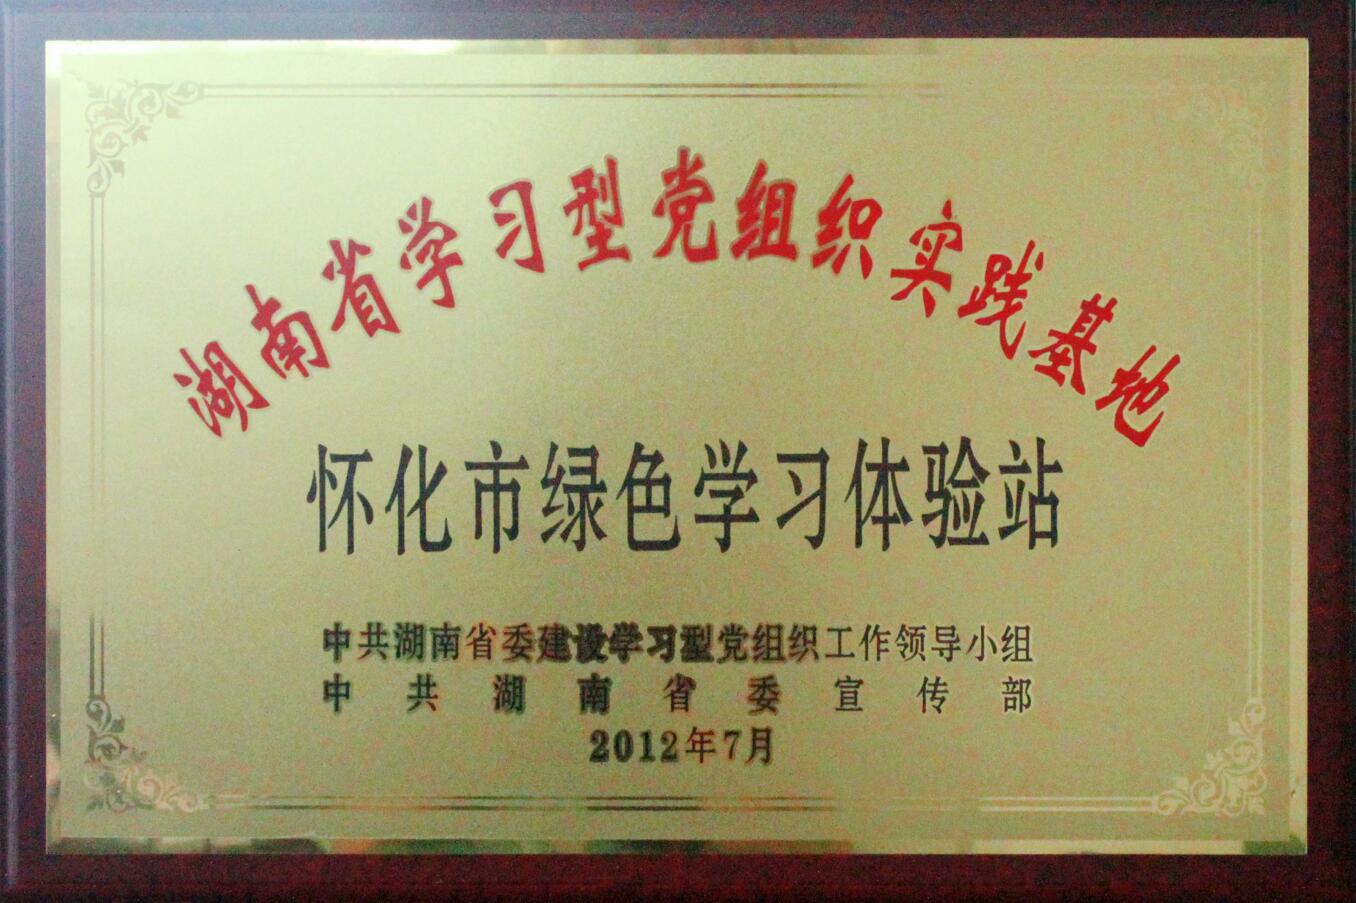 湖南省学习型党组织实践基地
怀化市绿色学习体验站
中共湖南省委建设学习型党组织工作领导小组
中共湖南省委宣传部
2012年7月